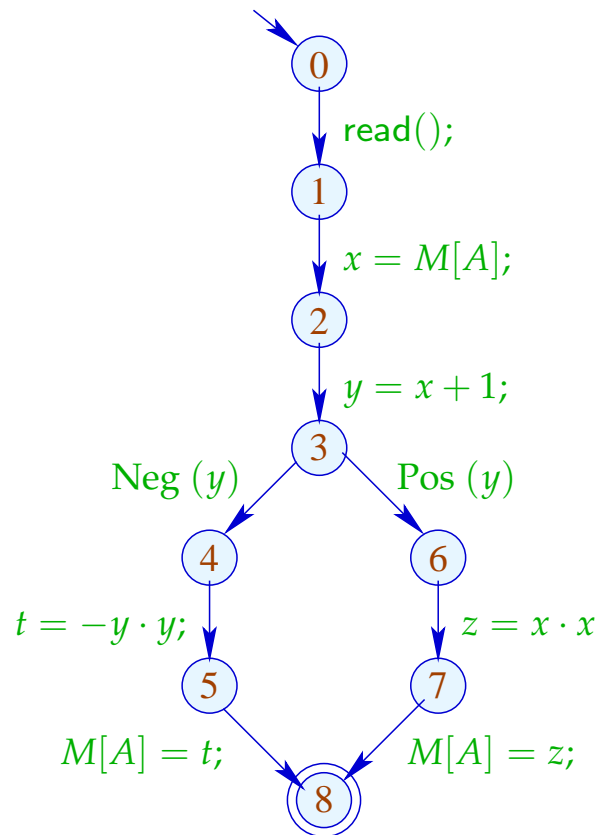 0
read();
1
x = M[A];
2
y = x + 1;
3
Neg (y) Pos (y)
4 6
t = −y · y; z = x · x
5 7
M[A] = t; M[A] = z;
8